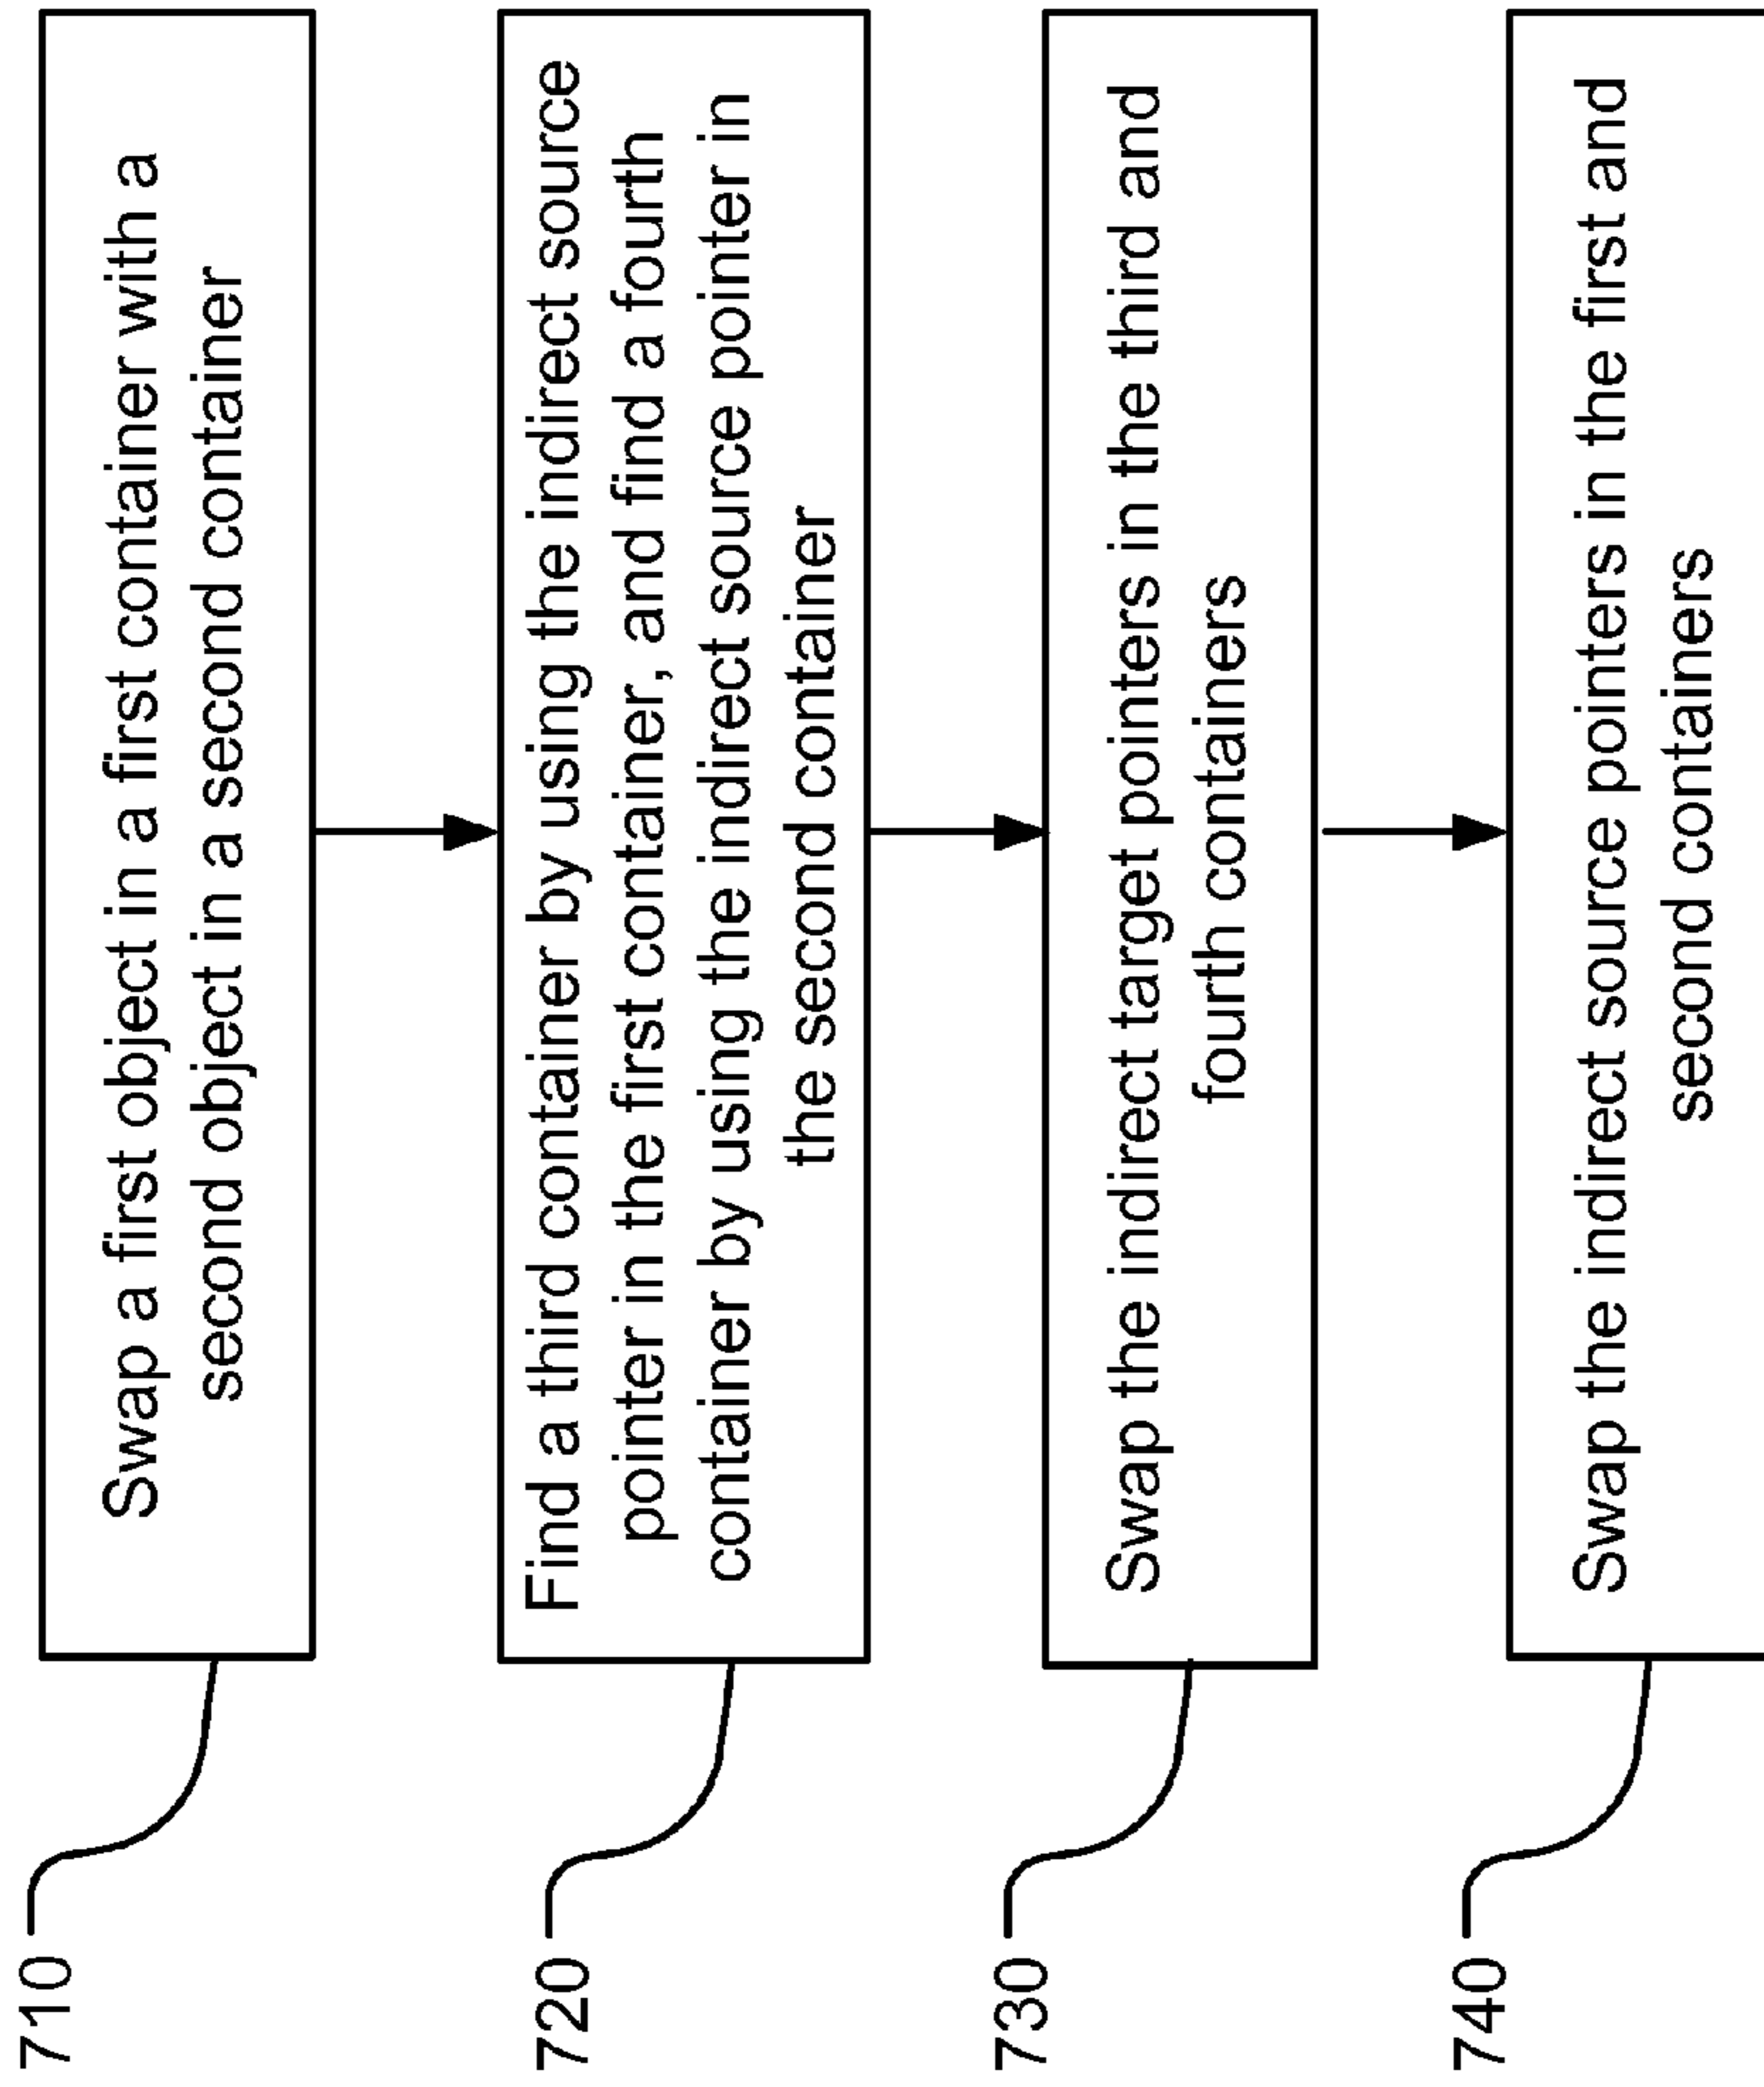 710
Swap a first object in a first container with a
second object in a second container
720
Find a third container by using the indirect source
pointer in the first container, and find a fourth
container by using the indirect source pointer in
the second container
730
Swap the indirect target pointers in the third and
fourth containers
740
Swap the indirect source pointers in the first and
second containers